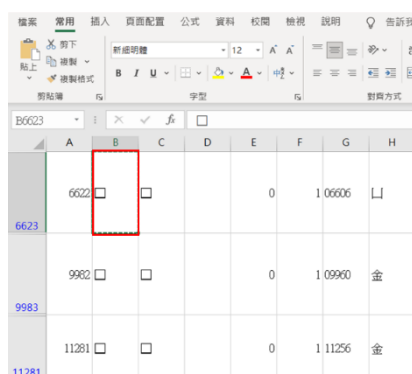 檔案 常用 插入 頁面配置 公式 資料 校閱 檢視 說明 告訴我
剪下
複製
貼上
複製格式
新細明體 12 A A
B I U A 中
剪貼簿 字型 對齊方式
B6623 fx □
A B C D E F G H
6623 6622 □ □ 0 1 06606 凵
9983 9982 □ □ 0 1 09960 金
11281 11281 □ □ 0 1 11256 金